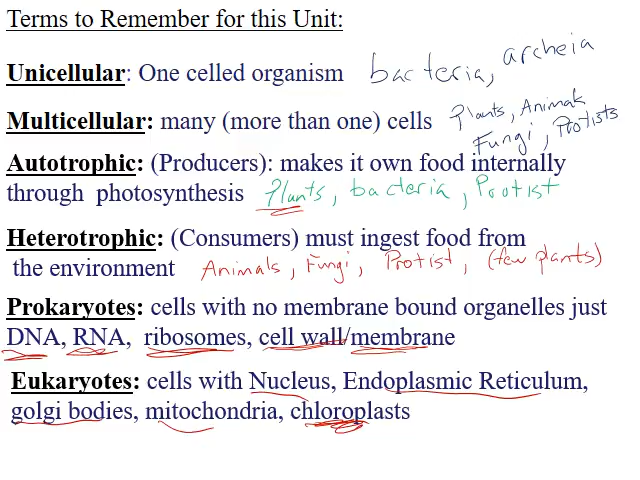 Terms to Remember for this Unit:
Unicellular: One celled organism bacteria, archeia
Multicellular: many (more than one) cells Plants, Animals
Fungi, Protists
Autotrophic: (Producers): makes it own food internally
through photosynthesis Plants, bacteria, Protist
Heterotrophic: (Consumers) must ingest food from
the environment Animals, Fungi, Protist, (few plants)
Prokaryotes: cells with no membrane bound organelles just
DNA, RNA, ribosomes, cell wall/membrane
Eukaryotes: cells with Nucleus, Endoplasmic Reticulum,
golgi bodies, mitochondria, chloroplasts